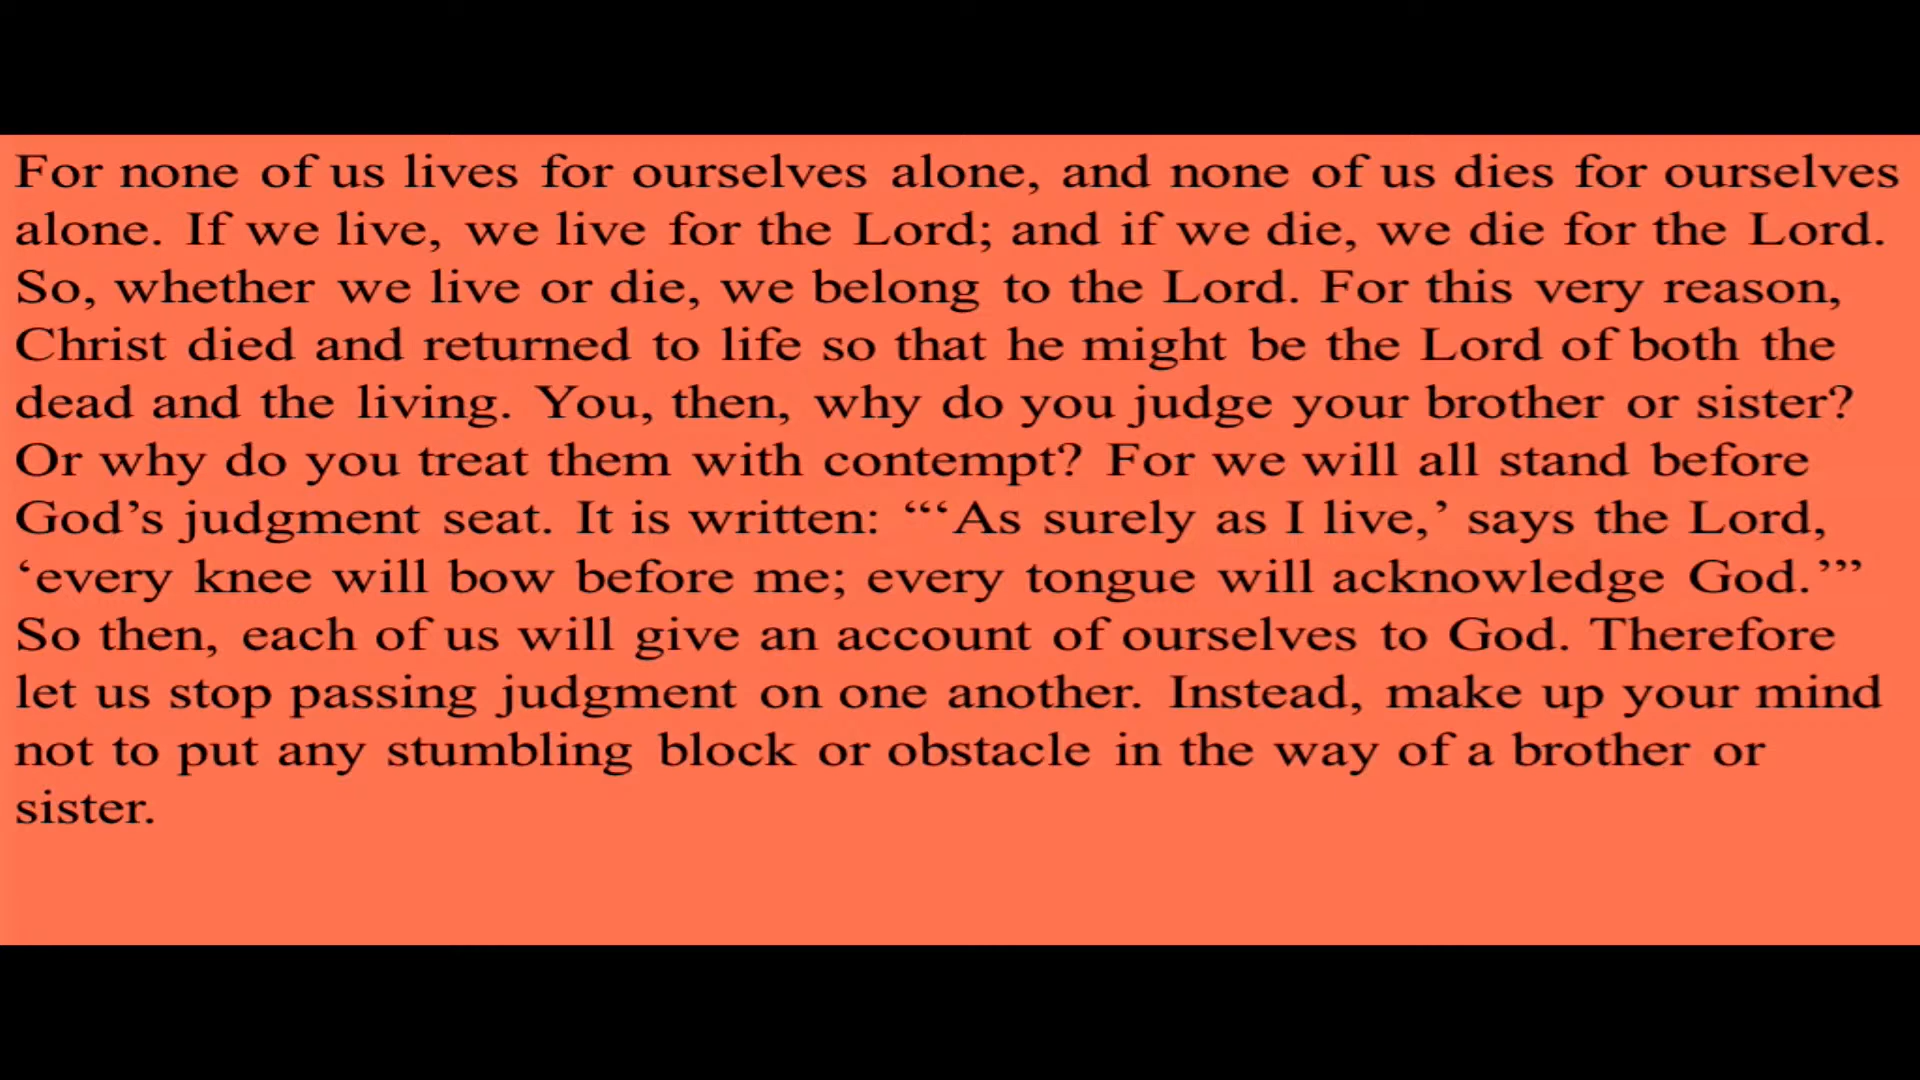 For none of us lives for ourselves alone, and none of us dies for ourselves
alone. If we live, we live for the Lord; and if we die, we die for the Lord.
So, whether we live or die, we belong to the Lord. For this very reason,
Christ died and returned to life so that he might be the Lord of both the
dead and the living. You, then, why do you judge your brother or sister?
Or why do you treat them with contempt? For we will all stand before
God’s judgment seat. It is written: “‘As surely as I live,’ says the Lord,
‘every knee will bow before me; every tongue will acknowledge God.’”
So then, each of us will give an account of ourselves to God. Therefore
let us stop passing judgment on one another. Instead, make up your mind
not to put any stumbling block or obstacle in the way of a brother or
sister.